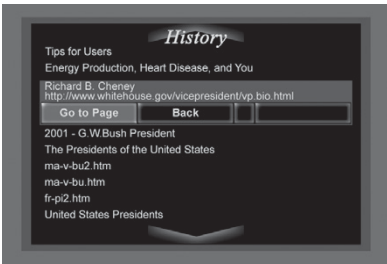 History
Tips for Users
Energy Production, Heart Disease, and You
Richard B. Cheney
http://www.whitehouse.gov/vicepresident/vp.bio.html
Go to Page
Back
2001 - G.W.Bush President
The Presidents of the United States
ma-v-bu2.htm
ma-v-bu.htm
fr-pi2.htm
United States Presidents